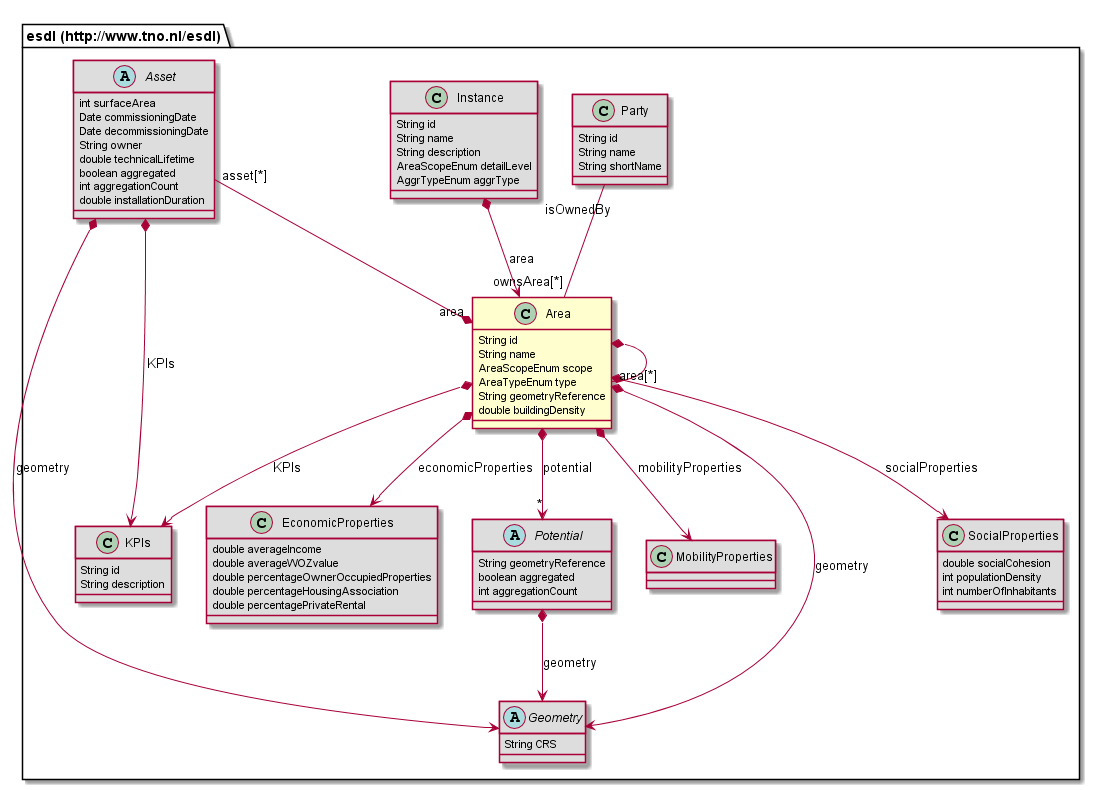 esdl (http://www.tno.nl/esdl)
A Asset
int surfaceArea
Date commissioningDate
Date decommissioningDate
String owner
double technicalLifetime
boolean aggregated
int aggregationCount
double installationDuration
C Instance
String id
String name
String description
AreaScopeEnum detailLevel
AggrTypeEnum aggrType
C Party
String id
String name
String shortName
asset[*]
isOwnedBy
area
ownsArea[*]
area
C Area
String id
String name
AreaScopeEnum scope
AreaTypeEnum type
String geometryReference
double buildingDensity
area[*]
KPIs
geometry
KPIs
economicProperties
potential
*
mobilityProperties
socialProperties
C KPIs
String id
String description
C EconomicProperties
double averageIncome
double averageWOZvalue
double percentageOwnerOccupiedProperties
double percentageHousingAssociation
double percentagePrivateRental
A Potential
String geometryReference
boolean aggregated
int aggregationCount
C MobilityProperties
geometry
C SocialProperties
double socialCohesion
int populationDensity
int numberOfInhabitants
geometry
A Geometry
String CRS